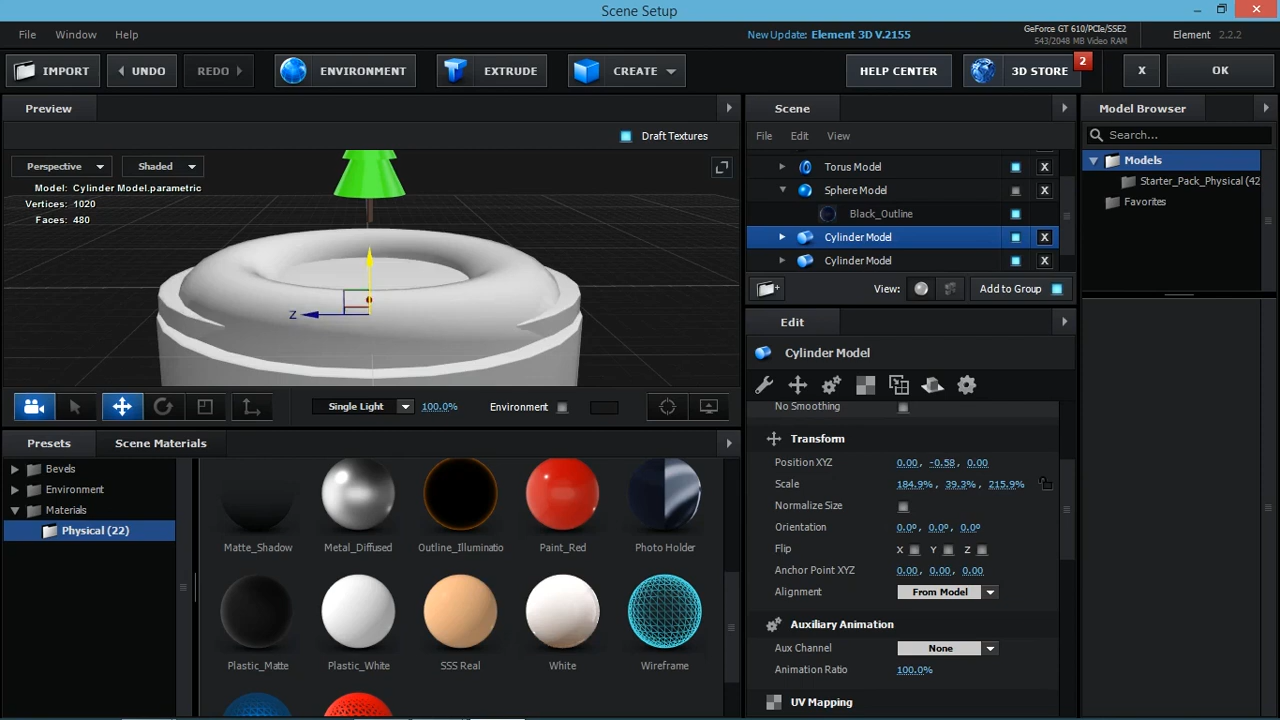 Scene Setup
File Window Help
New Update: Element 3D V.2155
GeForce GT 610/PCIe/SSE2
543/2048 MB Video RAM
Element 2.2.2
IMPORT
UNDO
REDO
ENVIRONMENT
EXTRUDE
CREATE
HELP CENTER
3D STORE
2
X
OK
Preview
Draft Textures
Perspective
Shaded
Model: Cylinder Model.parametric
Vertices: 1020
Faces: 480
Z
Single Light
100.0%
Environment
Presets
Scene Materials
Bevels
Environment
Materials
Physical (22)
Matte_Shadow
Metal_Diffused
Outline_Illuminatio
Paint_Red
Photo Holder
Plastic_Matte
Plastic_White
SSS Real
White
Wireframe
Scene
File Edit View
Torus Model X
Sphere Model X
Black_Outline
Cylinder Model X
Cylinder Model X
View:
Add to Group
Edit
Cylinder Model
No Smoothing
Transform
Position XYZ 0.00, -0.58, 0.00
Scale 184.9%, 39.3%, 215.9%
Normalize Size
Orientation 0.0º, 0.0º, 0.0º
Flip X Y Z
Anchor Point XYZ 0.00, 0.00, 0.00
Alignment From Model
Auxiliary Animation
Aux Channel None
Animation Ratio 100.0%
UV Mapping
Model Browser
Search...
Models
Starter_Pack_Physical (42
Favorites